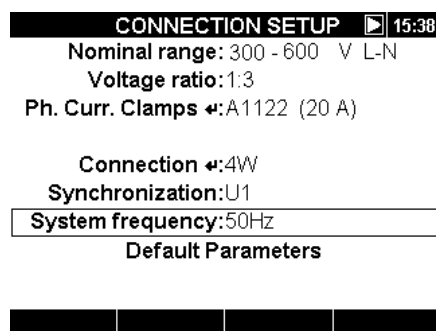 CONNECTION SETUP 15:38
Nominal range: 300 - 600 V L-N
Voltage ratio: 1:3
Ph. Curr. Clamps ↵: A1122 (20 A)
Connection ↵: 4W
Synchronization: U1
System frequency: 50Hz
Default Parameters